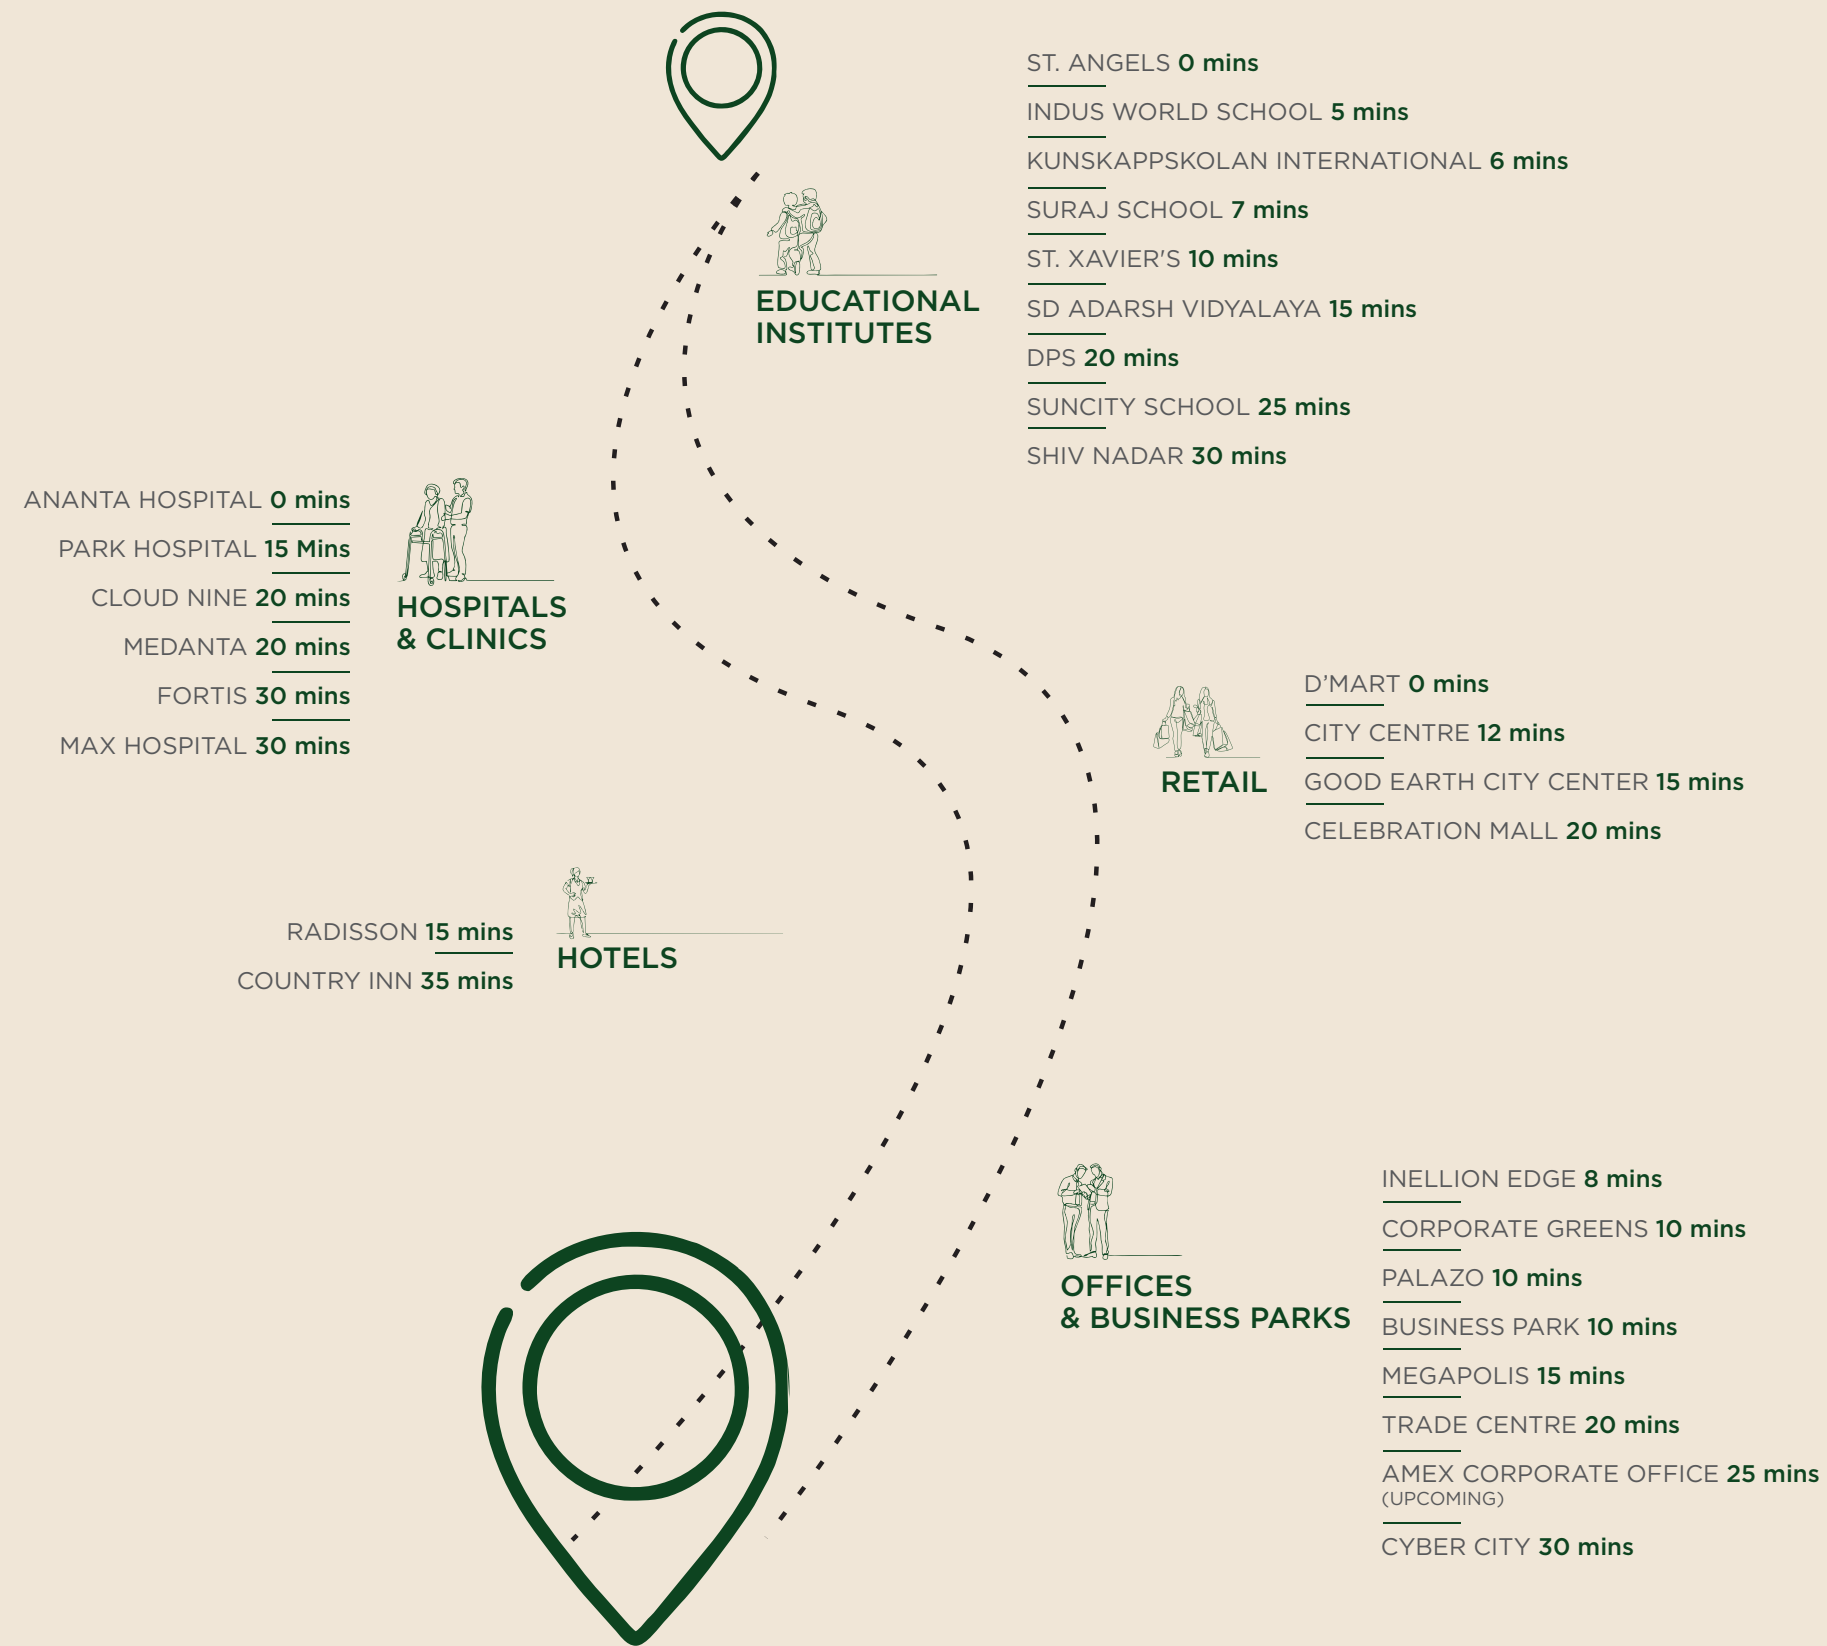 ST. ANGELS 0 mins
INDUS WORLD SCHOOL 5 mins
KUNSKAPPSKOLAN INTERNATIONAL 6 mins
SURAJ SCHOOL 7 mins
ST. XAVIER'S 10 mins
SD ADARSH VIDYALAYA 15 mins
DPS 20 mins
SUNCITY SCHOOL 25 mins
SHIV NADAR 30 mins
EDUCATIONAL
INSTITUTES
ANANTA HOSPITAL 0 mins
PARK HOSPITAL 15 Mins
CLOUD NINE 20 mins
MEDANTA 20 mins
FORTIS 30 mins
MAX HOSPITAL 30 mins
HOSPITALS
& CLINICS
D’MART 0 mins
CITY CENTRE 12 mins
GOOD EARTH CITY CENTER 15 mins
CELEBRATION MALL 20 mins
RETAIL
RADISSON 15 mins
COUNTRY INN 35 mins
HOTELS
INELLION EDGE 8 mins
CORPORATE GREENS 10 mins
PALAZO 10 mins
BUSINESS PARK 10 mins
MEGAPOLIS 15 mins
TRADE CENTRE 20 mins
AMEX CORPORATE OFFICE 25 mins
(UPCOMING)
CYBER CITY 30 mins
OFFICES
& BUSINESS PARKS